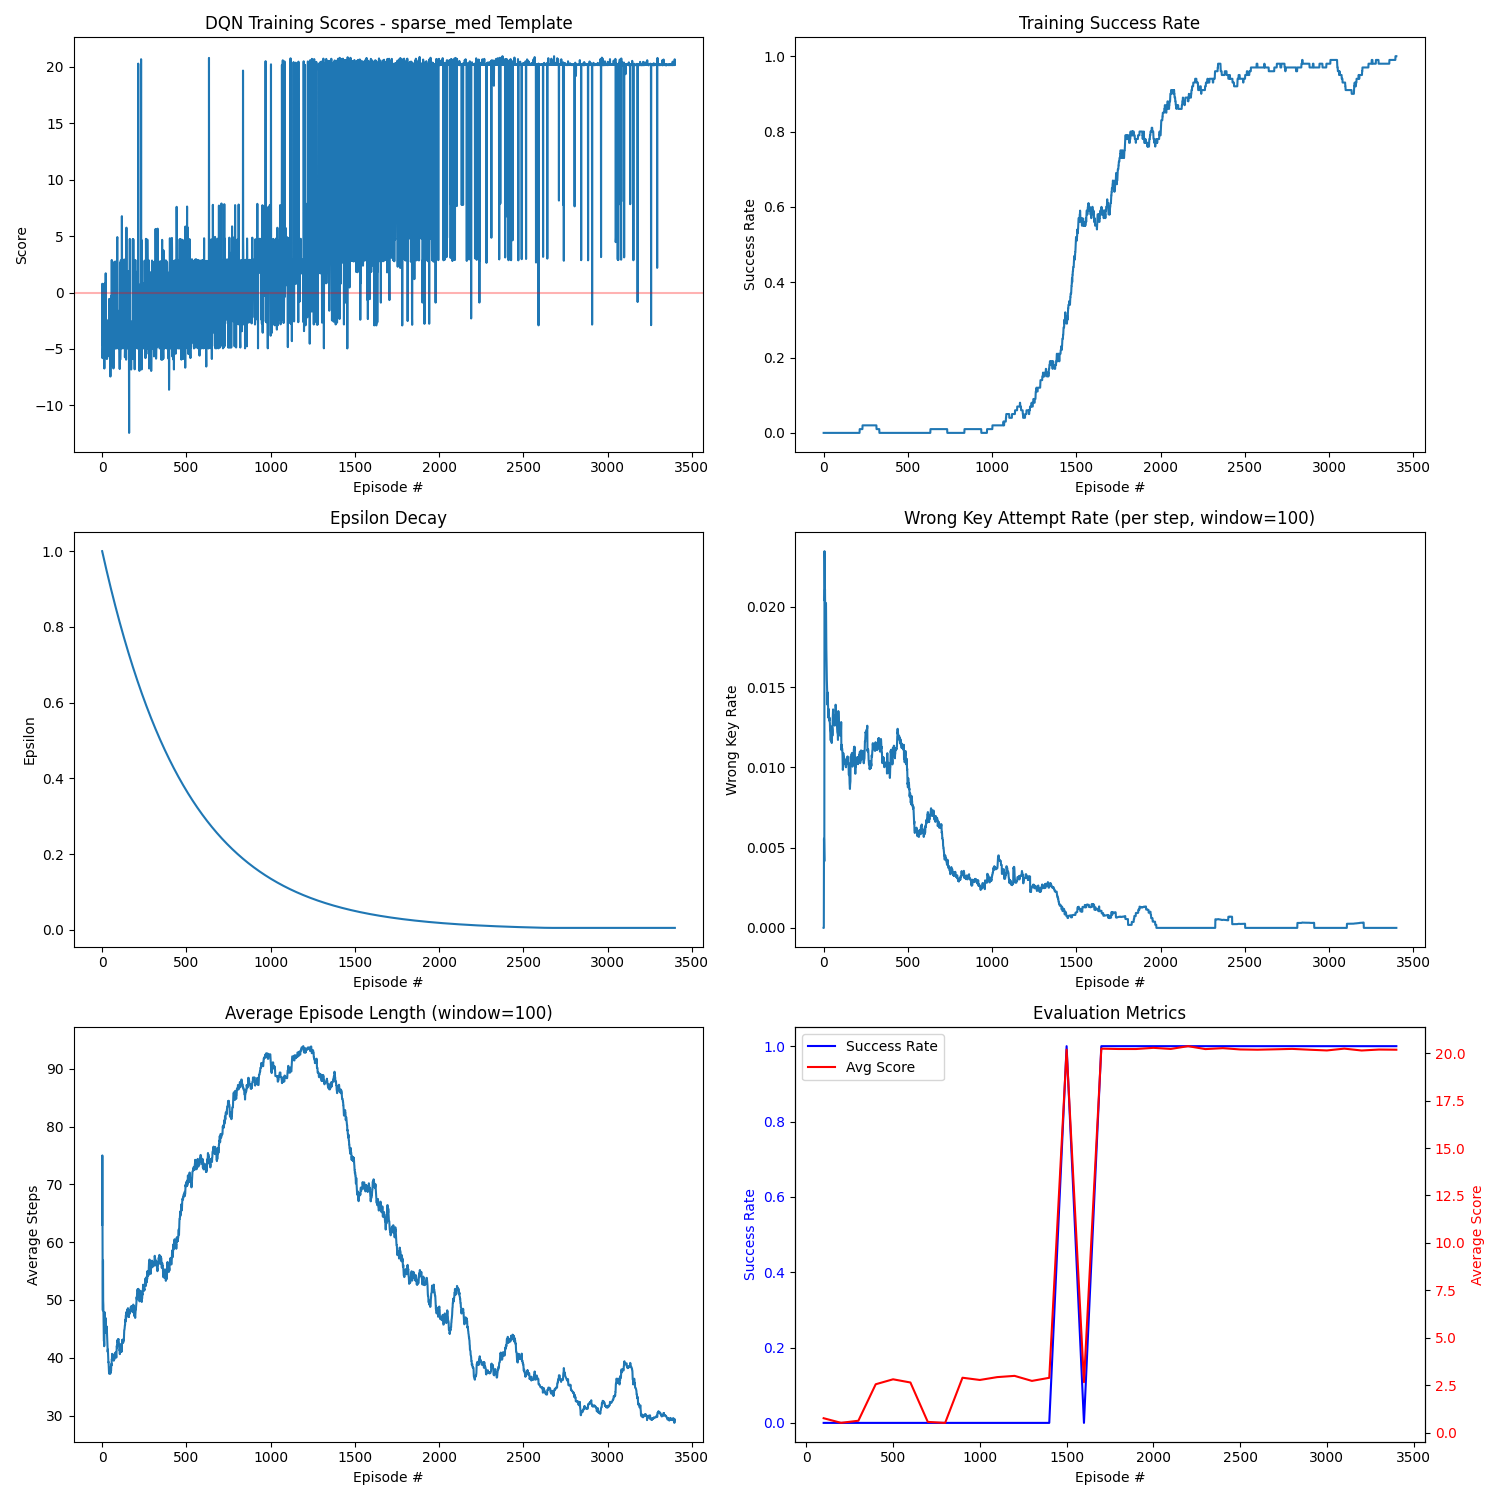 DQN Training Scores - sparse_med Template
20
15
10
5
0
−5
−10
Score
0 500 1000 1500 2000 2500 3000 3500
Episode #
Training Success Rate
1.0
0.8
0.6
0.4
0.2
0.0
Success Rate
0 500 1000 1500 2000 2500 3000 3500
Episode #
Epsilon Decay
1.0
0.8
0.6
0.4
0.2
0.0
Epsilon
0 500 1000 1500 2000 2500 3000 3500
Episode #
Wrong Key Attempt Rate (per step, window=100)
0.020
0.015
0.010
0.005
0.000
Wrong Key Rate
0 500 1000 1500 2000 2500 3000 3500
Episode #
Average Episode Length (window=100)
90
80
70
60
50
40
30
Average Steps
0 500 1000 1500 2000 2500 3000 3500
Episode #
Evaluation Metrics
Success Rate
Avg Score
1.0
0.8
0.6
0.4
0.2
0.0
Success Rate
20.0
17.5
15.0
12.5
10.0
7.5
5.0
2.5
0.0
Average Score
0 500 1000 1500 2000 2500 3000 3500
Episode #